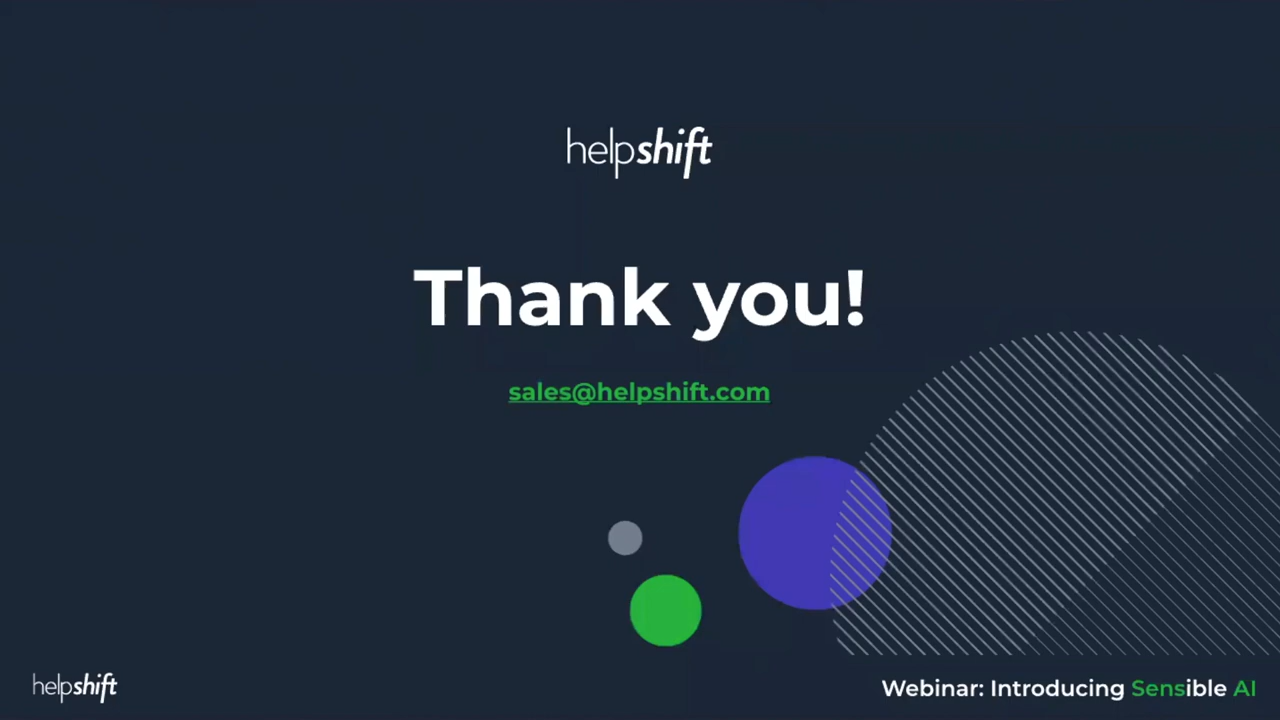 helpshift
Thank you!
sales@helpshift.com
helpshift
Webinar: Introducing Sensible AI